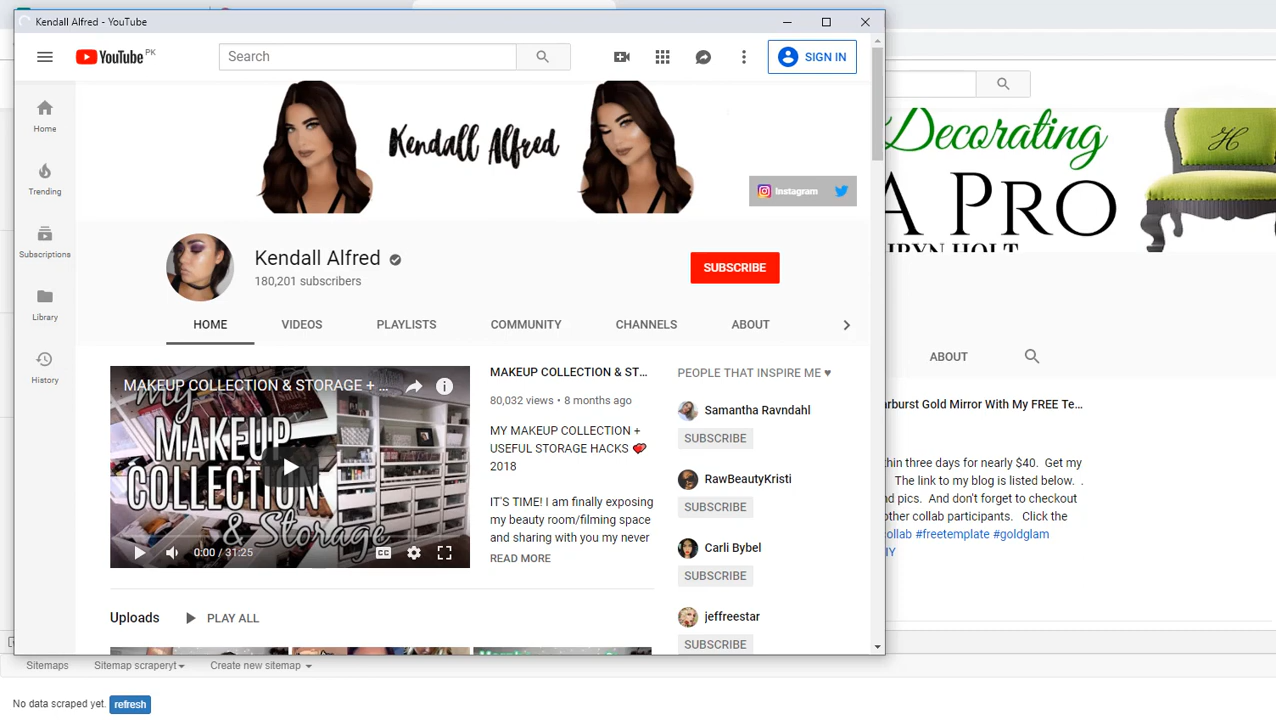 Kendall Alfred - YouTube
YouTube PK
Search
SIGN IN
Kendall Alfred
Instagram
Home
Trending
Subscriptions
Library
History
Kendall Alfred
180,201 subscribers
SUBSCRIBE
HOME VIDEOS PLAYLISTS COMMUNITY CHANNELS ABOUT
MAKEUP COLLECTION & STORAGE + ...
my
MAKEUP
COLLECTION
& Storage
0:00 / 31:25
CC
MAKEUP COLLECTION & ST...
80,032 views • 8 months ago
MY MAKEUP COLLECTION +
USEFUL STORAGE HACKS 💞
2018
IT'S TIME! I am finally exposing
my beauty room/filming space
and sharing with you my never
READ MORE
PEOPLE THAT INSPIRE ME ♥
Samantha Ravndahl
SUBSCRIBE
RawBeautyKristi
SUBSCRIBE
Carli Bybel
SUBSCRIBE
jeffreestar
SUBSCRIBE
Uploads PLAY ALL
Decorating
A PRO
H
ABOUT
Gold Mirror With My FREE Te...
three days for nearly $40. Get my
The link to my blog is listed below. .
pics. And don't forget to checkout
other collab participants. Click the
#freetemplate #goldglam
Sitemaps Sitemap scraperyt Create new sitemap
No data scraped yet. refresh